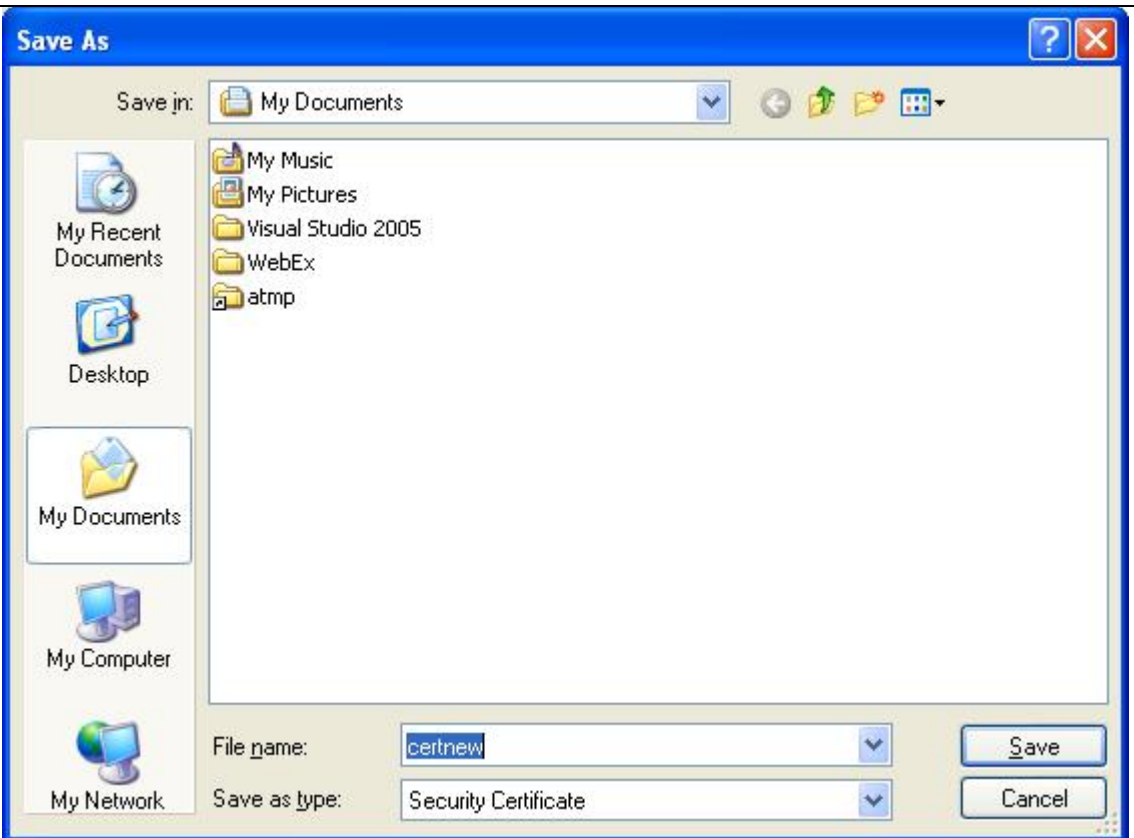 Save As
Save in:
My Documents
My Recent
Documents
Desktop
My Documents
My Computer
My Network
My Music
My Pictures
Visual Studio 2005
WebEx
atmp
File name:
certnew
Save
Save as type:
Security Certificate
Cancel